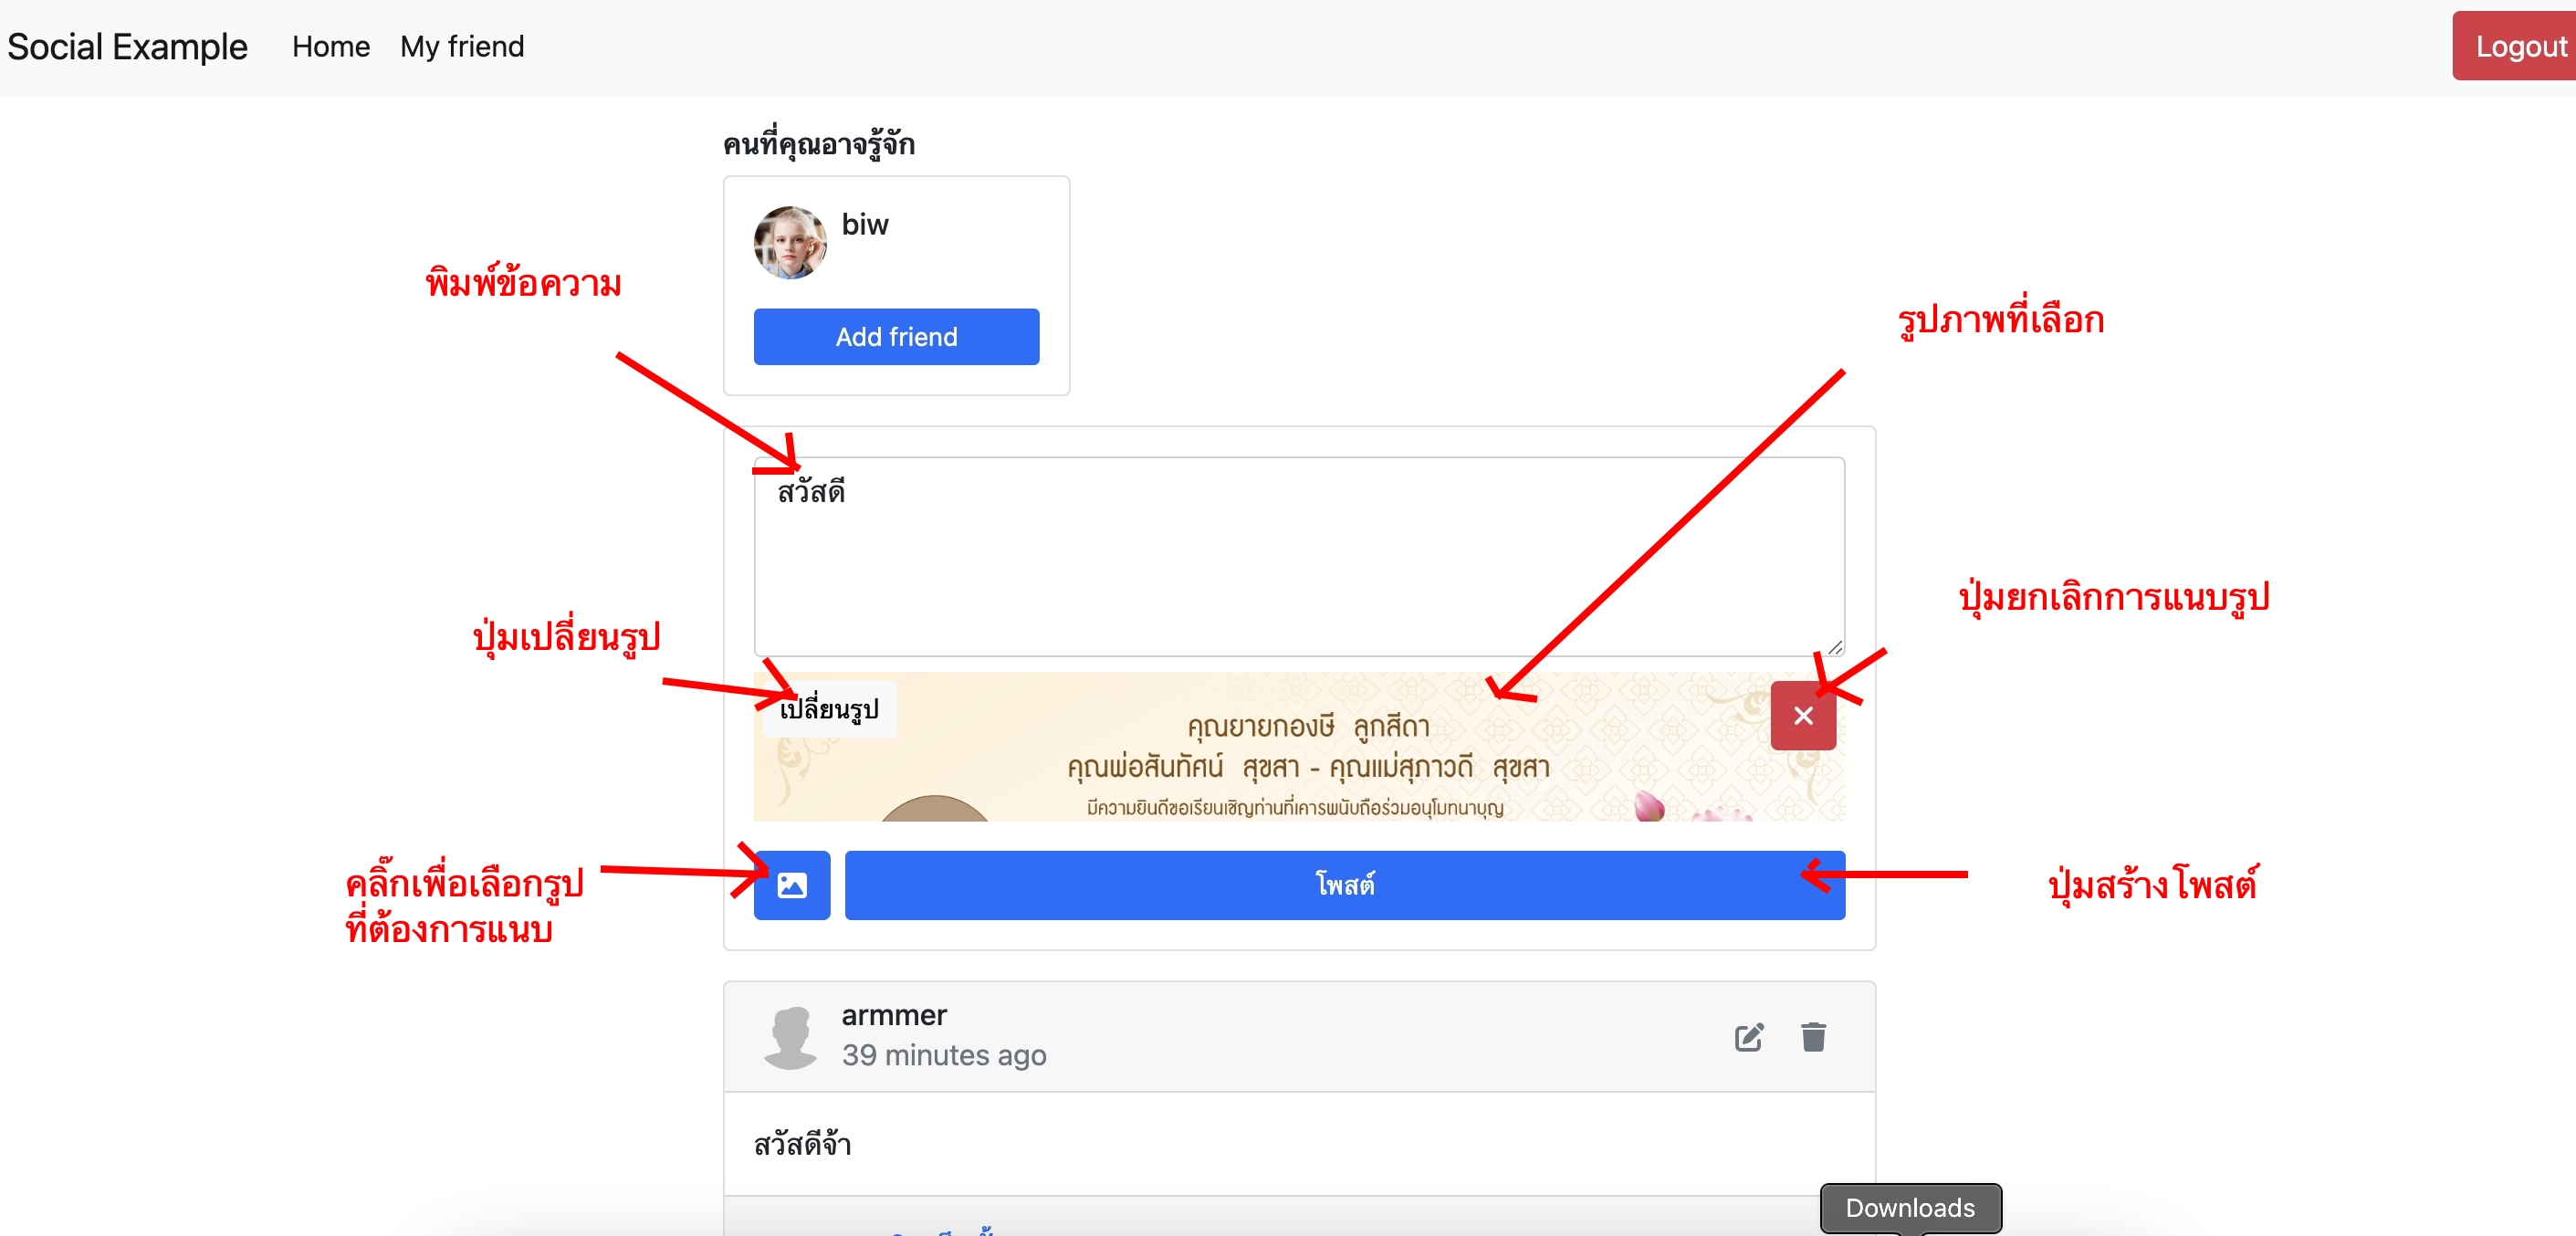 Social Example Home My friend Logout
คนที่คุณอาจรู้จัก
biw
Add friend
พิมพ์ข้อความ
รูปภาพที่เลือก
สวัสดี
ปุ่มยกเลิกการแนบรูป
ปุ่มเปลี่ยนรูป
เปลี่ยนรูป
คุณยายกองษี ลูกสีดา
คุณพ่อสันทัศน์ สุขสา - คุณแม่สุภาวดี สุขสา
มีความยินดีขอเรียนเชิญท่านที่เคารพนับถือร่วมอนุโมทนาบุญ
คลิ๊กเพื่อเลือกรูป
ที่ต้องการแนบ
โพสต์
ปุ่มสร้างโพสต์
armmer
39 minutes ago
สวัสดีจ้า
Downloads